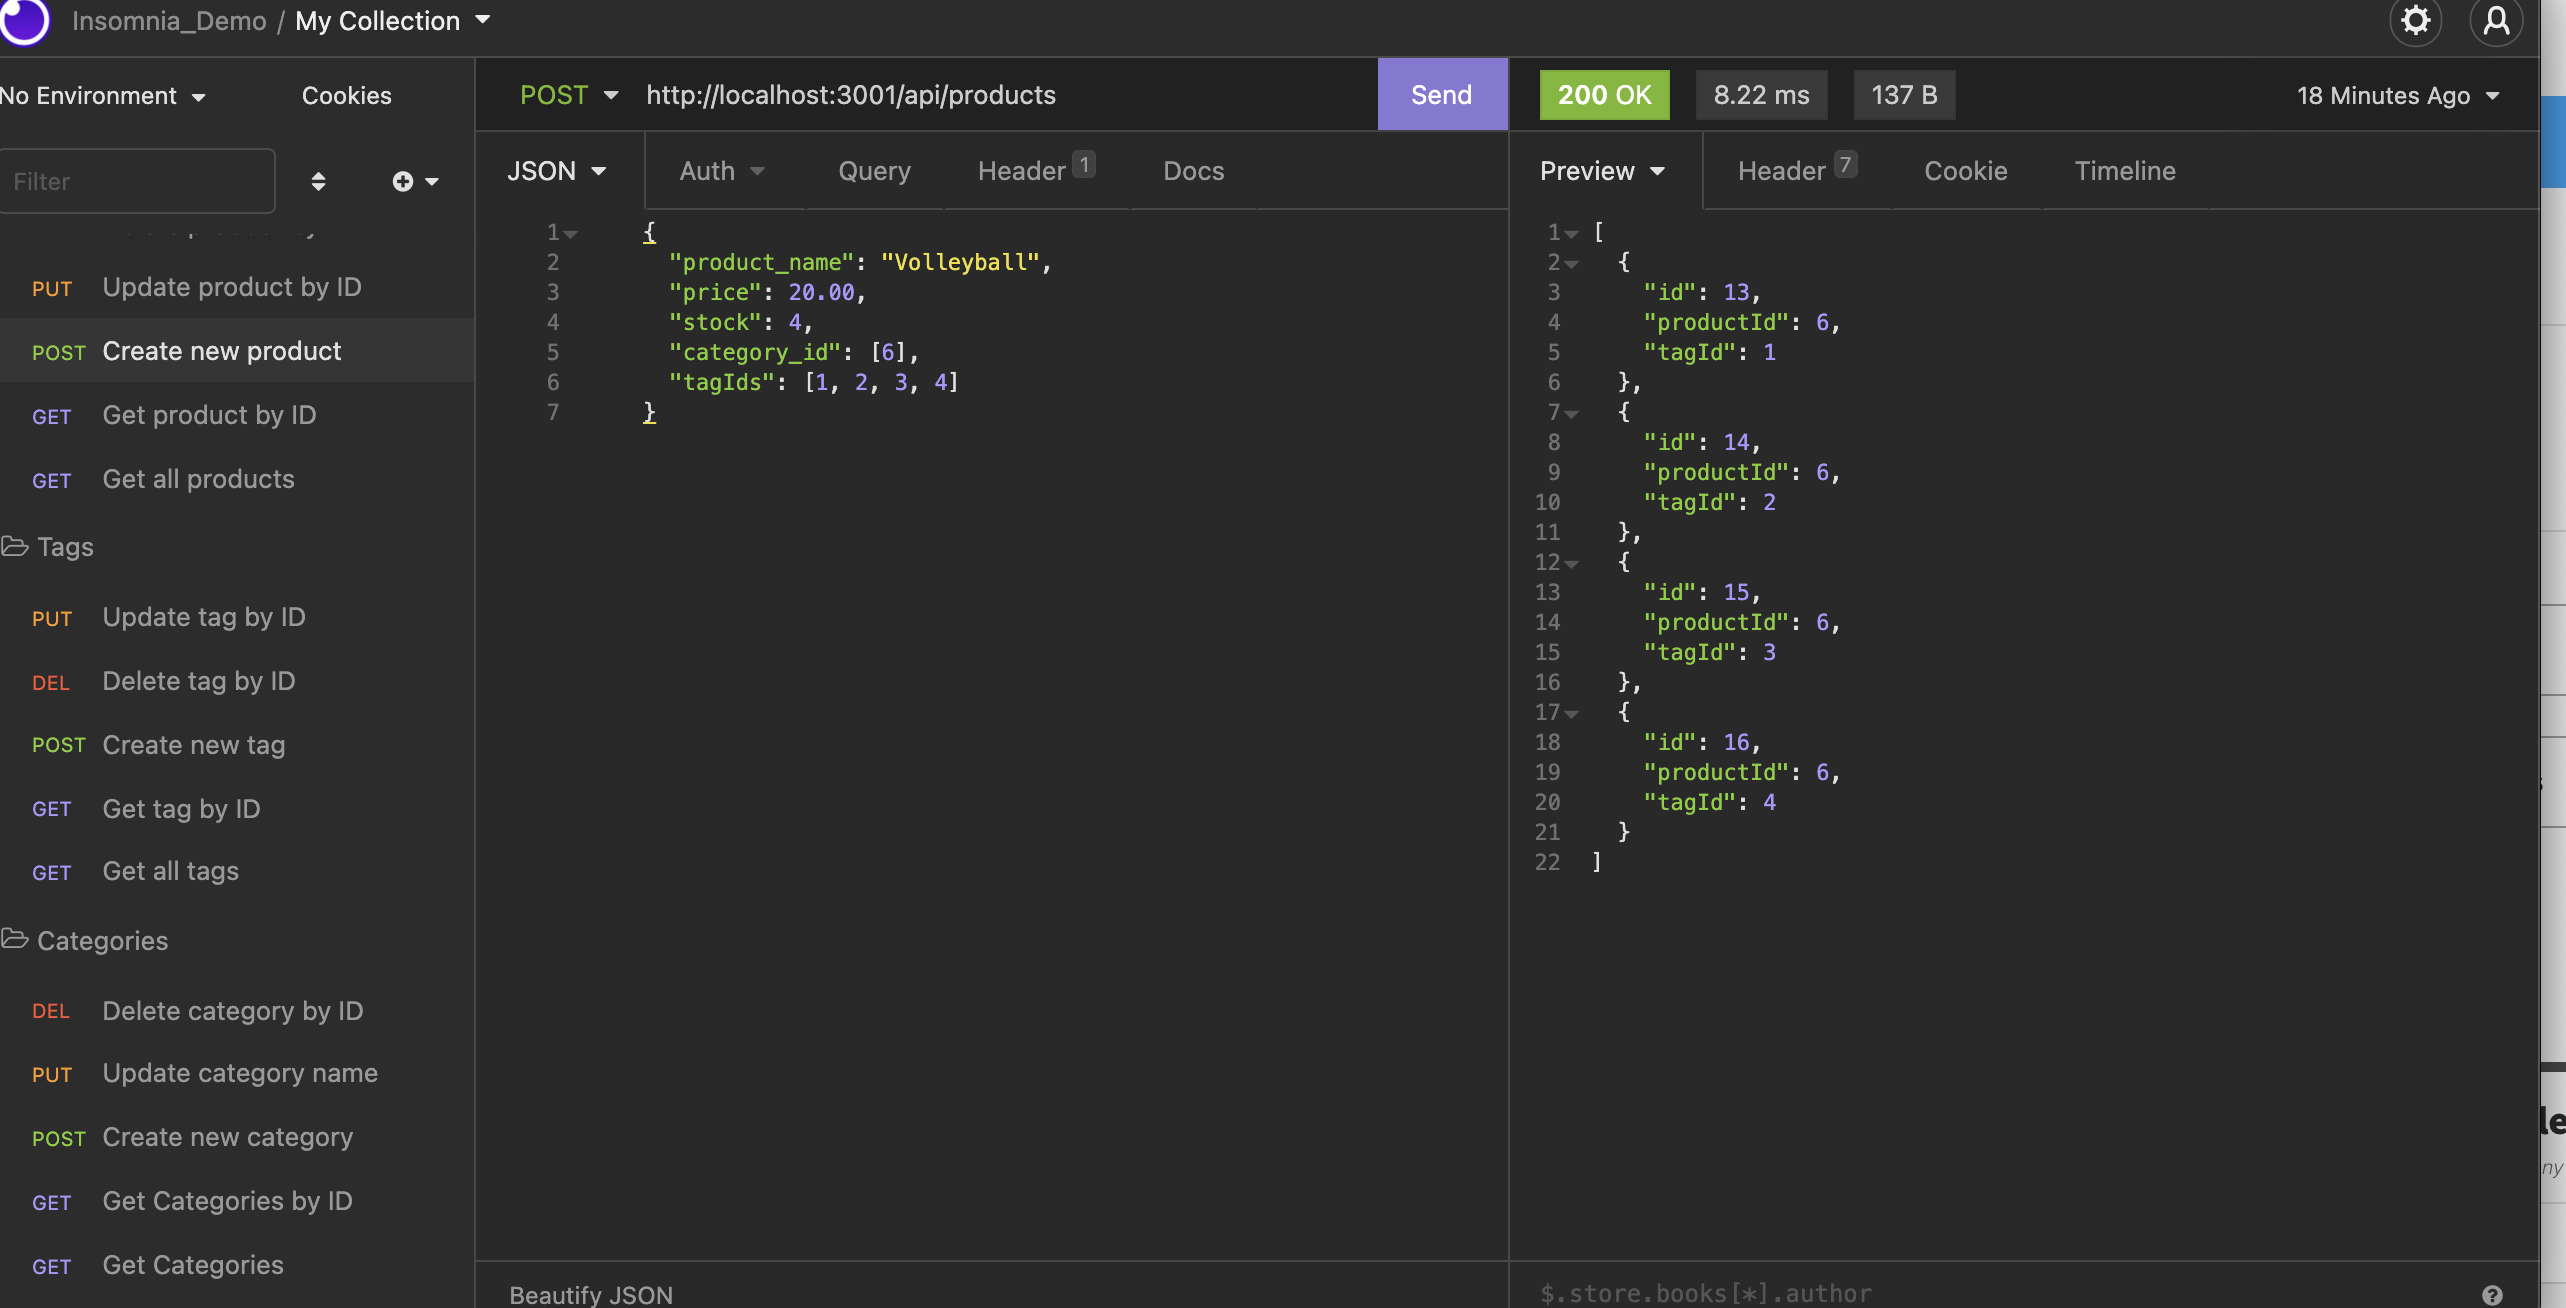 Insomnia_Demo / My Collection
No Environment
Cookies
Filter
PUT Update product by ID
POST Create new product
GET Get product by ID
GET Get all products
Tags
PUT Update tag by ID
DEL Delete tag by ID
POST Create new tag
GET Get tag by ID
GET Get all tags
Categories
DEL Delete category by ID
PUT Update category name
POST Create new category
GET Get Categories by ID
GET Get Categories
POST http://localhost:3001/api/products Send
JSON Auth Query Header 1 Docs
1 {
2 "product_name": "Volleyball",
3 "price": 20.00,
4 "stock": 4,
5 "category_id": [6],
6 "tagIds": [1, 2, 3, 4]
7 }
Beautify JSON
200 OK 8.22 ms 137 B 18 Minutes Ago
Preview Header 7 Cookie Timeline
1 [
2 {
3 "id": 13,
4 "productId": 6,
5 "tagId": 1
6 },
7 {
8 "id": 14,
9 "productId": 6,
10 "tagId": 2
11 },
12 {
13 "id": 15,
14 "productId": 6,
15 "tagId": 3
16 },
17 {
18 "id": 16,
19 "productId": 6,
20 "tagId": 4
21 }
22 ]
$.store.books[*].author